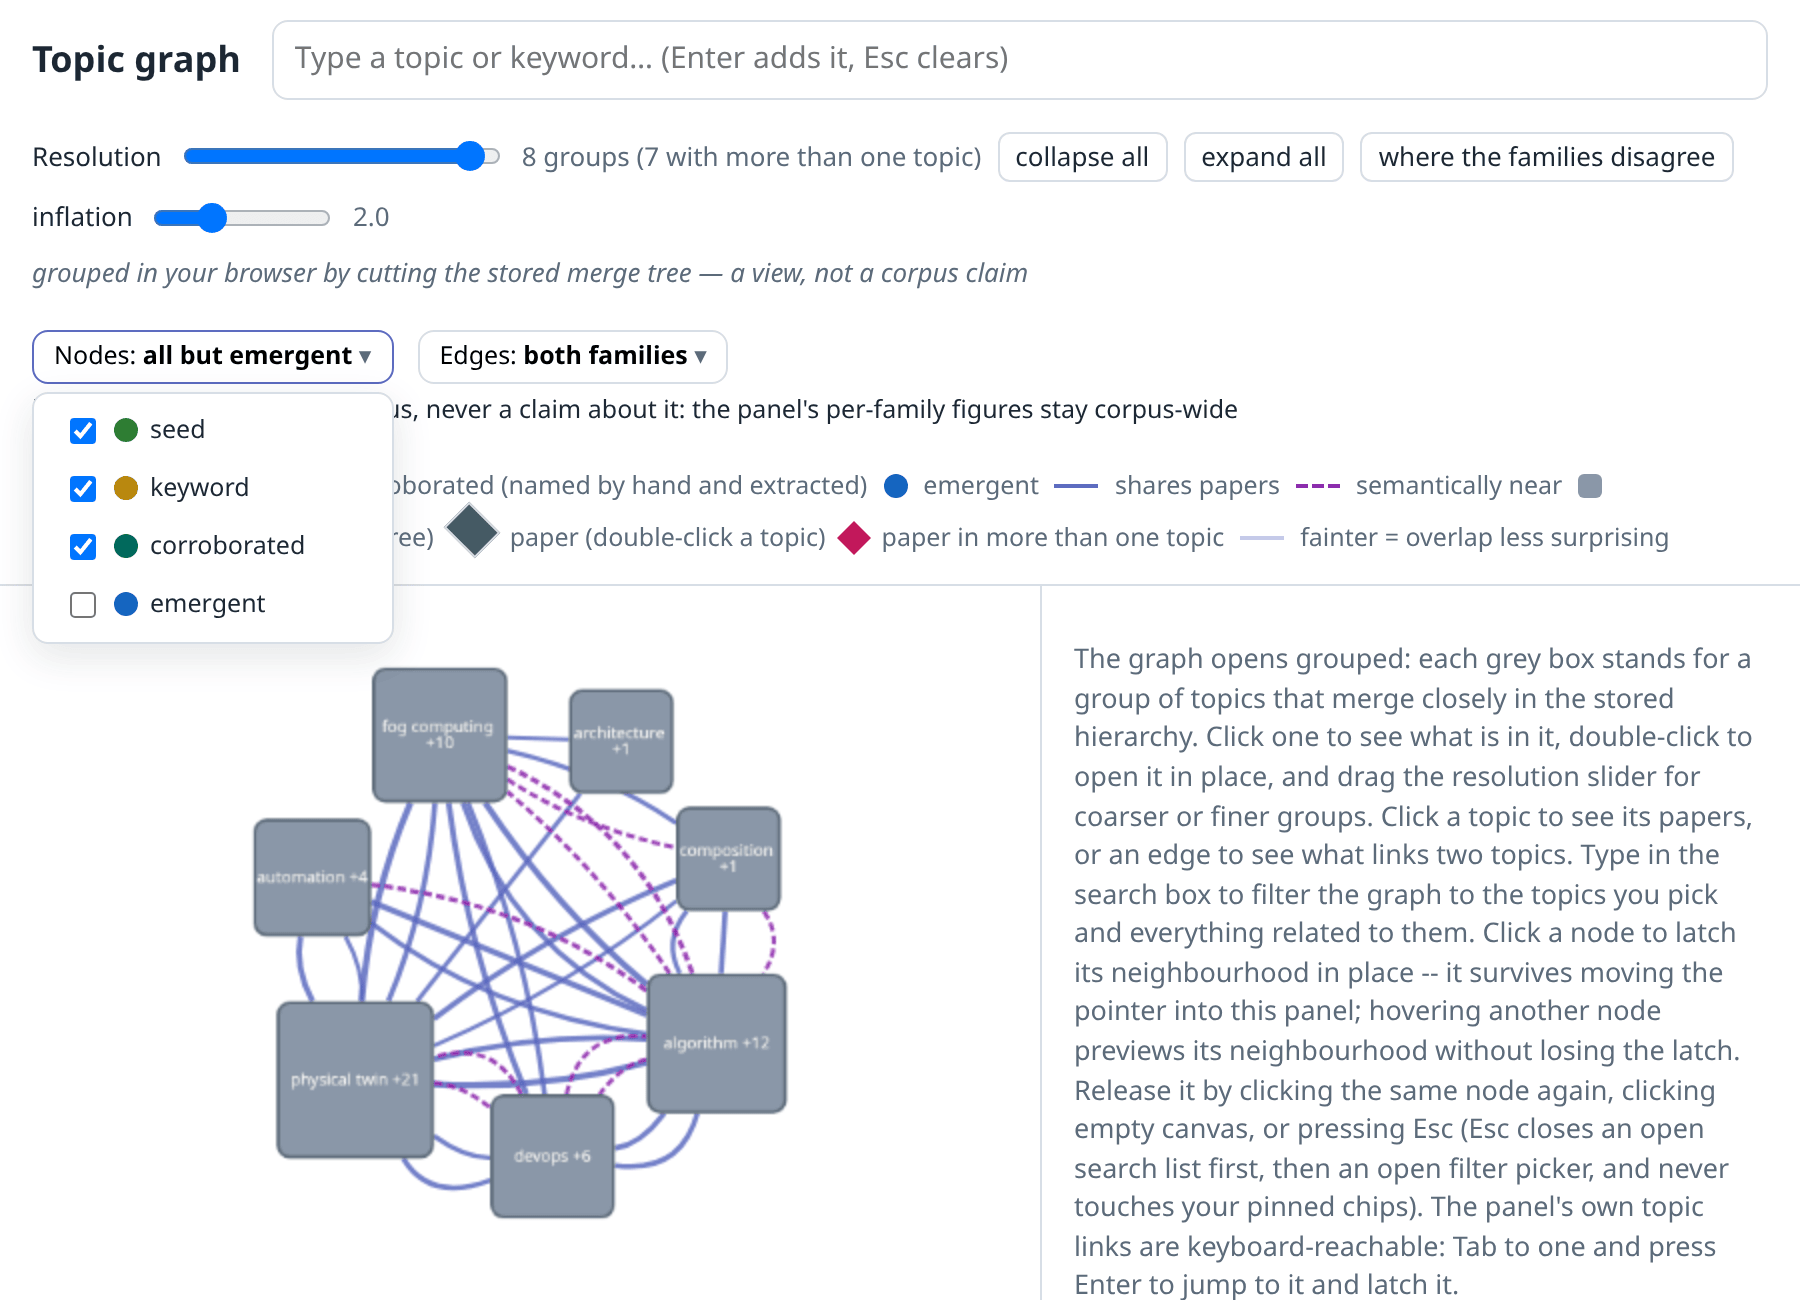 Topic graph
Type a topic or keyword... (Enter adds it, Esc clears)
Resolution 8 groups (7 with more than one topic) collapse all expand all where the families disagree
inflation 2.0
grouped in your browser by cutting the stored merge tree — a view, not a corpus claim
Nodes: all but emergent ▾ Edges: both families ▾
us, never a claim about it: the panel's per-family figures stay corpus-wide
seed
keyword
corroborated
emergent
oborated (named by hand and extracted) emergent shares papers semantically near
ree) paper (double-click a topic) paper in more than one topic fainter = overlap less surprising
fog computing
+10
architecture
+1
composition
+1
automation +4
algorithm +12
physical twin +21
devops +6
The graph opens grouped: each grey box stands for a
group of topics that merge closely in the stored
hierarchy. Click one to see what is in it, double-click to
open it in place, and drag the resolution slider for
coarser or finer groups. Click a topic to see its papers,
or an edge to see what links two topics. Type in the
search box to filter the graph to the topics you pick
and everything related to them. Click a node to latch
its neighbourhood in place -- it survives moving the
pointer into this panel; hovering another node
previews its neighbourhood without losing the latch.
Release it by clicking the same node again, clicking
empty canvas, or pressing Esc (Esc closes an open
search list first, then an open filter picker, and never
touches your pinned chips). The panel's own topic
links are keyboard-reachable: Tab to one and press
Enter to jump to it and latch it.